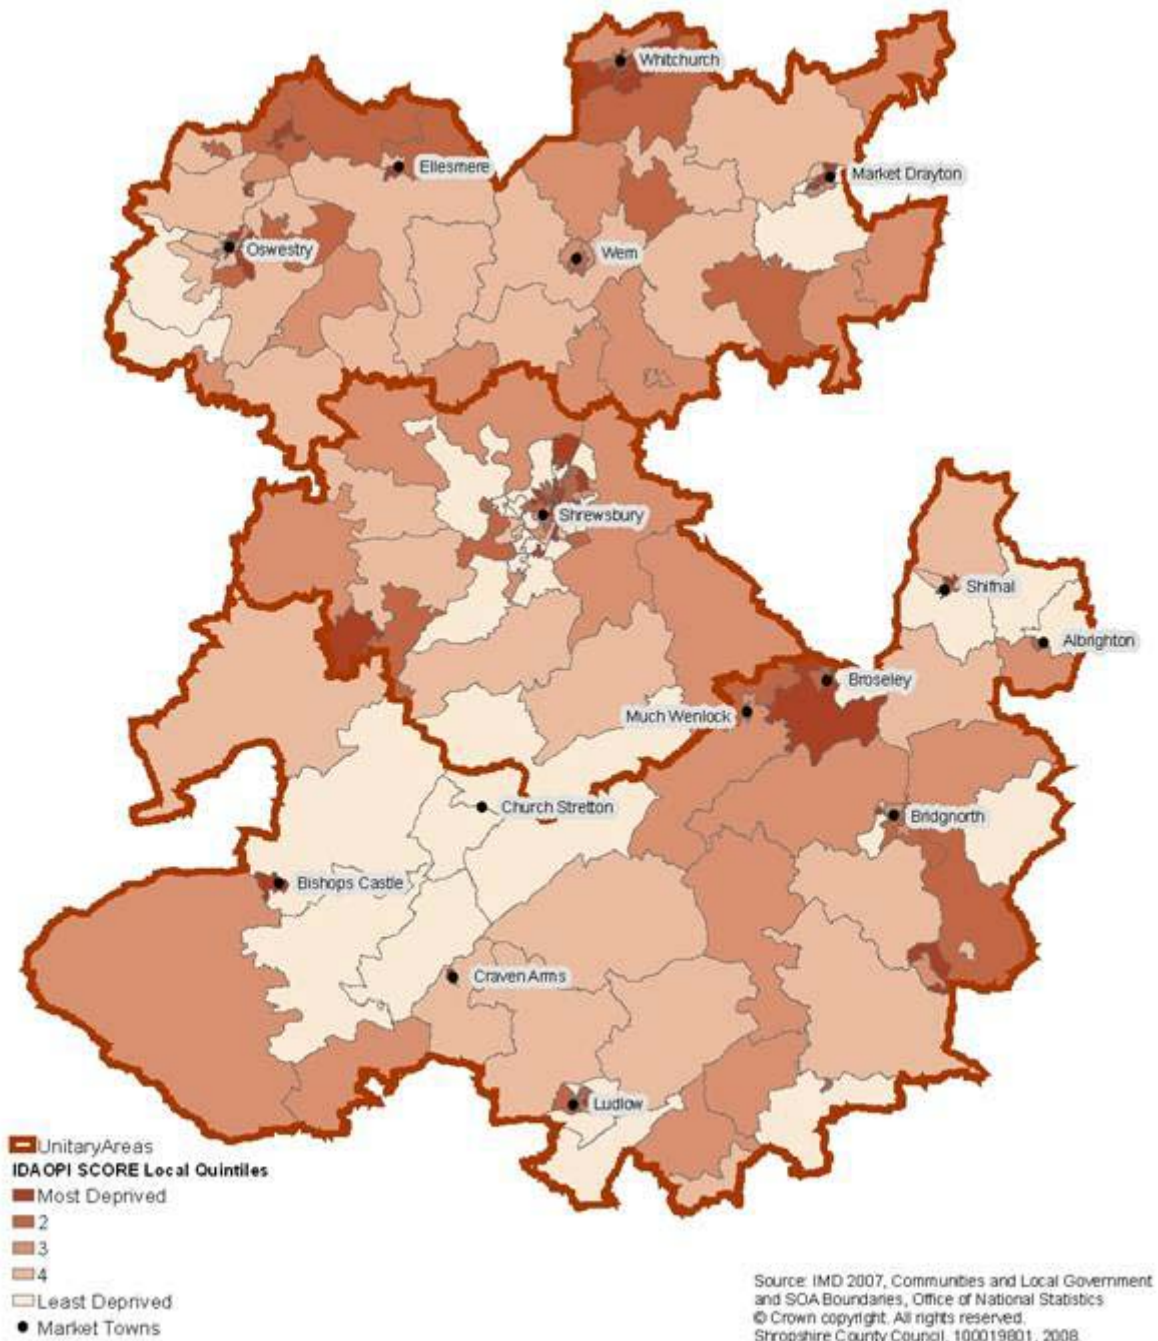 Whitchurch
Ellesmere
Market Drayton
Oswestry
Wem
Shrewsbury
Shifnal
Albrighton
Broseley
Much Wenlock
Church Stretton
Bridgnorth
Bishops Castle
Craven Arms
Ludlow
UnitaryAreas
IDAOPI SCORE Local Quintiles
Most Deprived
2
3
4
Least Deprived
Market Towns
Source: IMD 2007, Communities and Local Government
and SOA Boundaries, Office of National Statistics
© Crown copyright. All rights reserved.
Shropshire County Council. 100019801. 2008